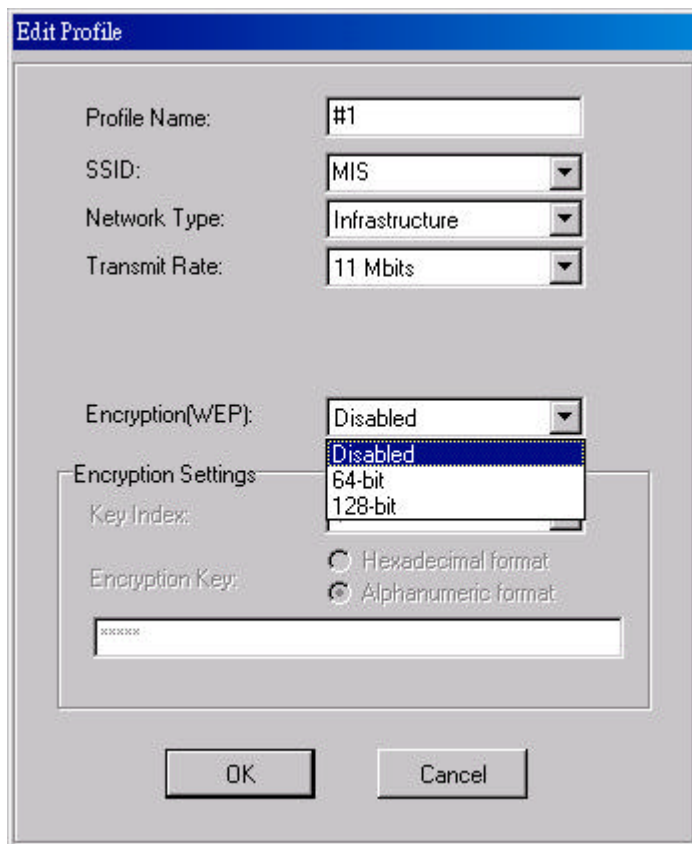 Edit Profile
Profile Name: #1
SSID: MIS
Network Type: Infrastructure
Transmit Rate: 11 Mbits
Encryption(WEP): Disabled
Disabled
64-bit
128-bit
Encryption Settings
Key Index:
Encryption Key:
Hexadecimal format
Alphanumeric format
*****
OK Cancel